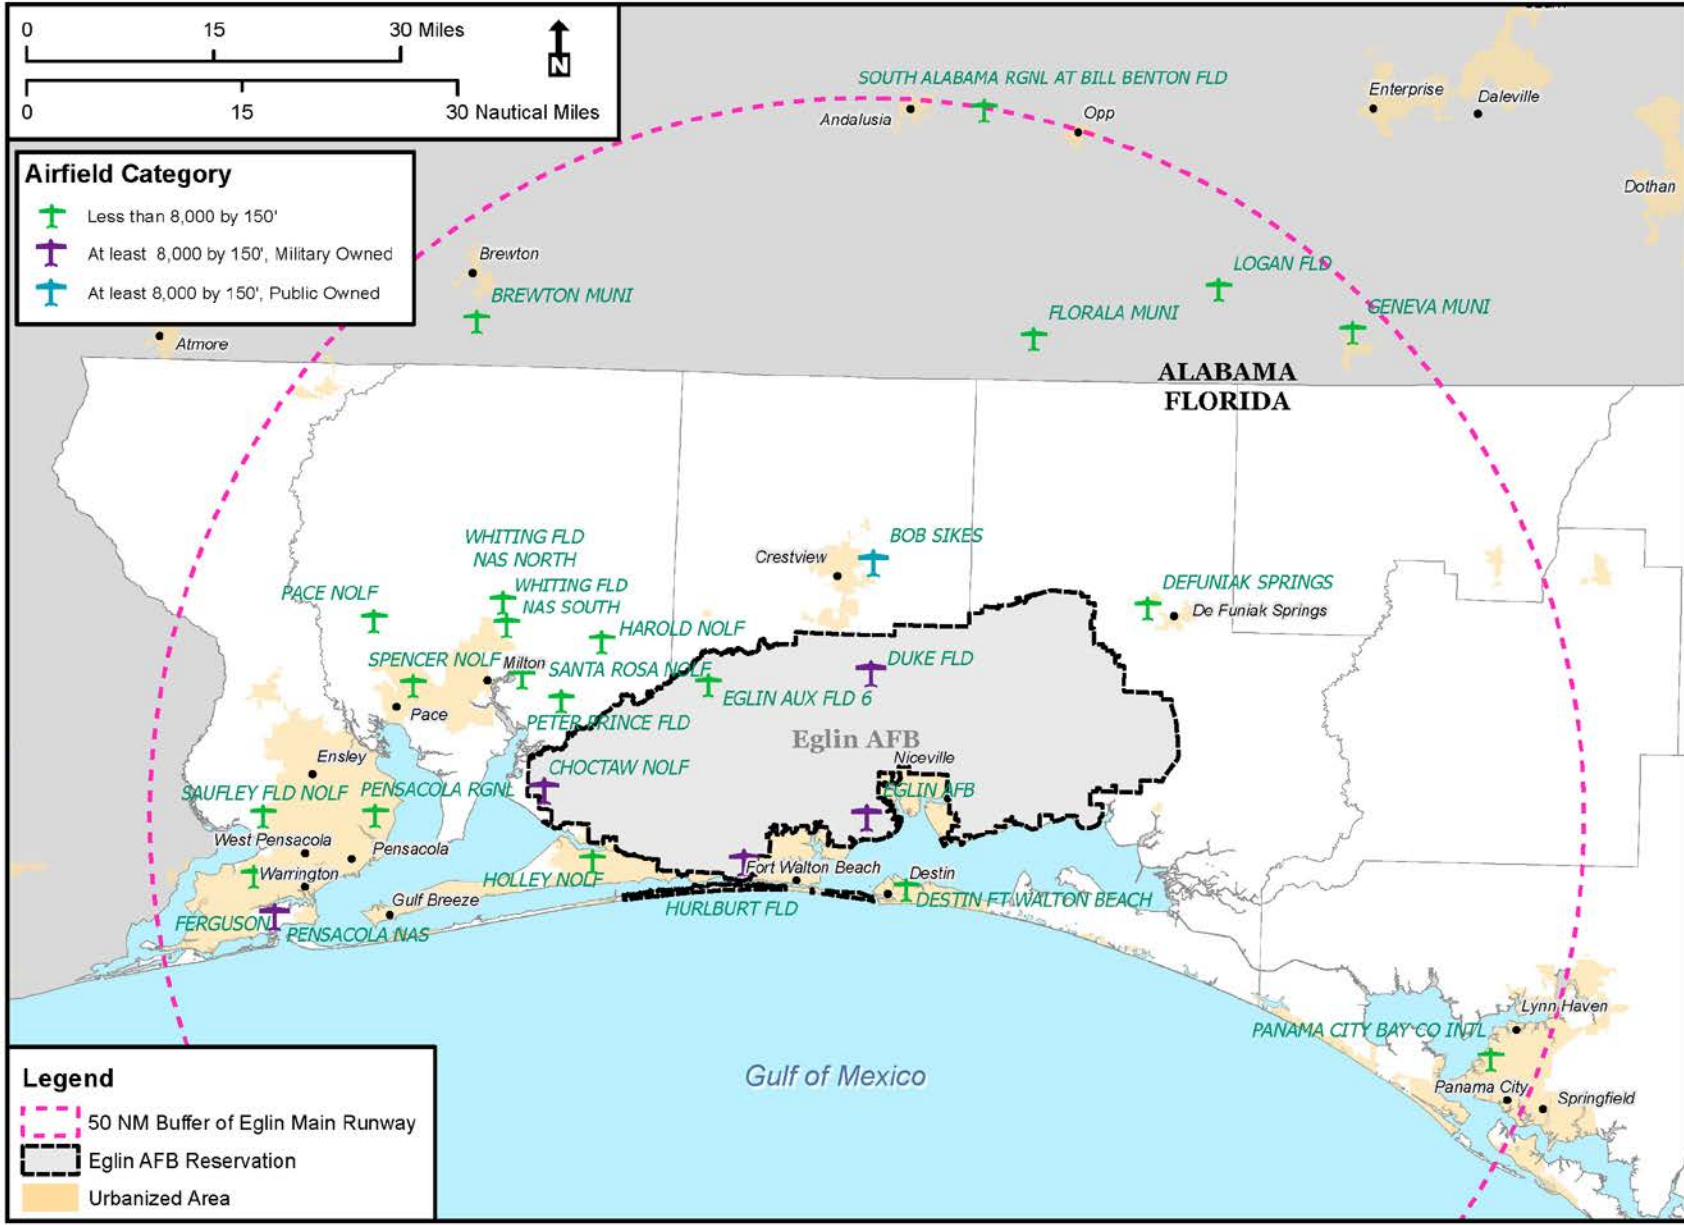 0 15 30 Miles
N
0 15 30 Nautical Miles
Airfield Category
Less than 8,000 by 150'
At least 8,000 by 150', Military Owned
At least 8,000 by 150', Public Owned
SOUTH ALABAMA RGNL AT BILL BENTON FLD
Andalusia
Opp
Enterprise
Daleville
Dothan
Brewton
BREWTON MUNI
LOGAN FLD
FLORALA MUNI
GENEVA MUNI
Atmore
ALABAMA
FLORIDA
WHITING FLD
NAS NORTH
WHITING FLD
NAS SOUTH
PACE NOLF
HAROLD NOLF
Crestview
BOB SIKES
DEFUNIAK SPRINGS
De Funiak Springs
SPENCER NOLF
Milton
SANTA ROSA NOLF
DUKE FLD
EGLIN AUX FLD 6
Pace
PETER PRINCE FLD
Eglin AFB
Ensley
CHOCTAW NOLF
Niceville
SAUFLEY FLD NOLF
PENSACOLA RGNL
EGLIN AFB
West Pensacola
Pensacola
Warrington
HOLLEY NOLF
Fort Walton Beach
Destin
Gulf Breeze
HURLBURT FLD
DESTIN FT WALTON BEACH
FERGUSON
PENSACOLA NAS
Lynn Haven
PANAMA CITY BAY CO INTL
Panama City
Springfield
Gulf of Mexico
Legend
50 NM Buffer of Eglin Main Runway
Eglin AFB Reservation
Urbanized Area